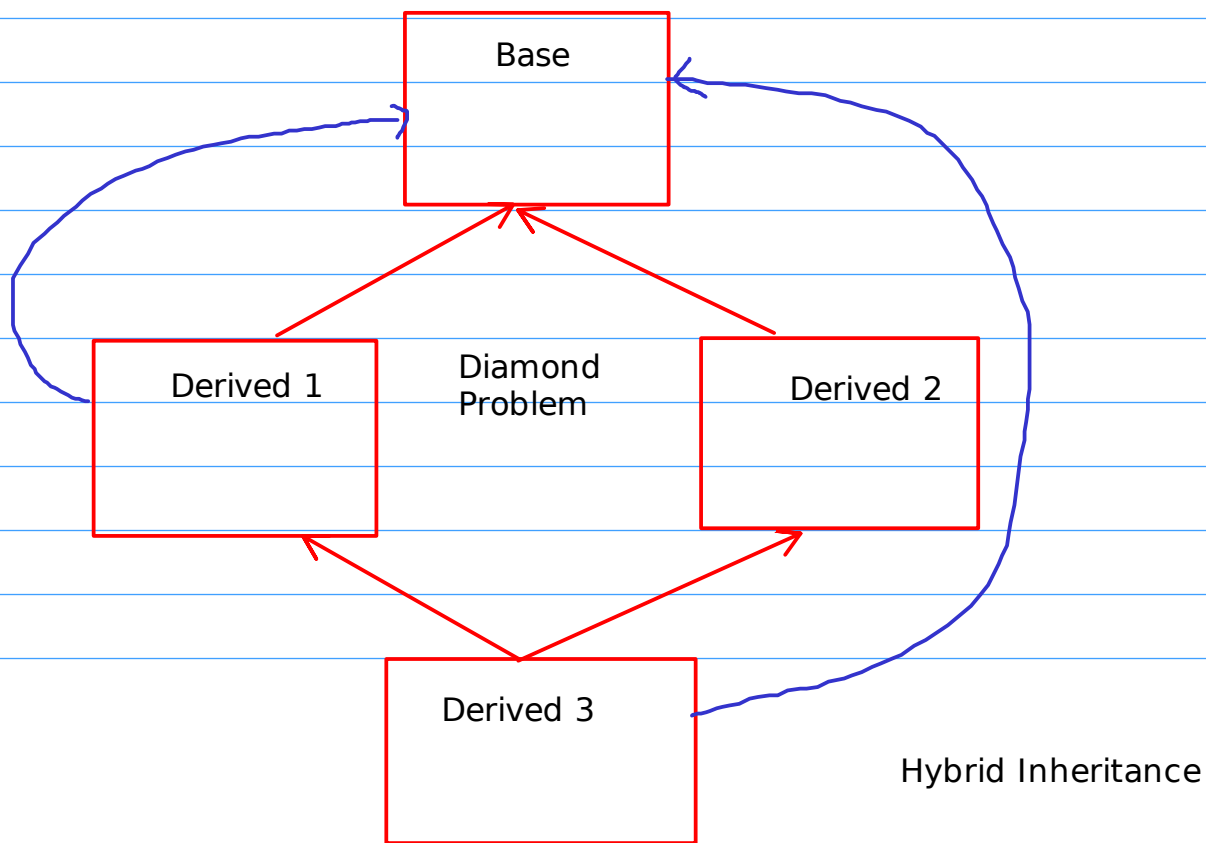 Base
Derived 1
Diamond
Problem
Derived 2
Derived 3
Hybrid Inheritance